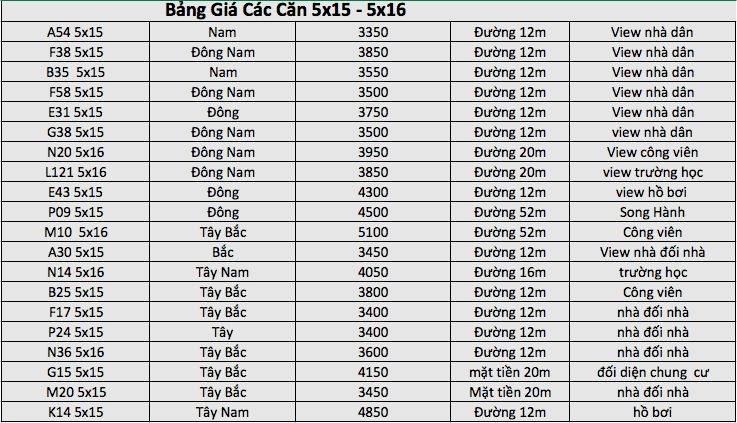 Bảng Giá Các Căn 5x15 - 5x16
A54 5x15 Nam 3350 Đường 12m View nhà dân
F38 5x15 Đông Nam 3850 Đường 12m View nhà dân
B35 5x15 Nam 3550 Đường 12m View nhà dân
F58 5x15 Đông Nam 3500 Đường 12m View nhà dân
E31 5x15 Đông 3750 Đường 12m View nhà dân
G38 5x15 Đông Nam 3500 Đường 12m view nhà dân
N20 5x16 Đông Nam 3950 Đường 20m View công viên
L121 5x16 Đông Nam 3850 Đường 20m view trường học
E43 5x15 Đông 4300 Đường 12m view hồ bơi
P09 5x15 Đông 4500 Đường 52m Song Hành
M10 5x16 Tây Bắc 5100 Đường 52m Công viên
A30 5x15 Bắc 3450 Đường 12m View nhà đối nhà
N14 5x16 Tây Nam 4050 Đường 16m trường học
B25 5x15 Tây Bắc 3800 Đường 12m Công viên
F17 5x15 Tây Bắc 3400 Đường 12m nhà đối nhà
P24 5x15 Tây 3400 Đường 12m nhà đối nhà
N36 5x16 Tây Bắc 3600 Đường 12m nhà đối nhà
G15 5x15 Tây Bắc 4150 mặt tiền 20m đối diện chung cư
M20 5x15 Tây Bắc 3450 Mặt tiền 20m nhà đối nhà
K14 5x15 Tây Nam 4850 Đường 12m hồ bơi